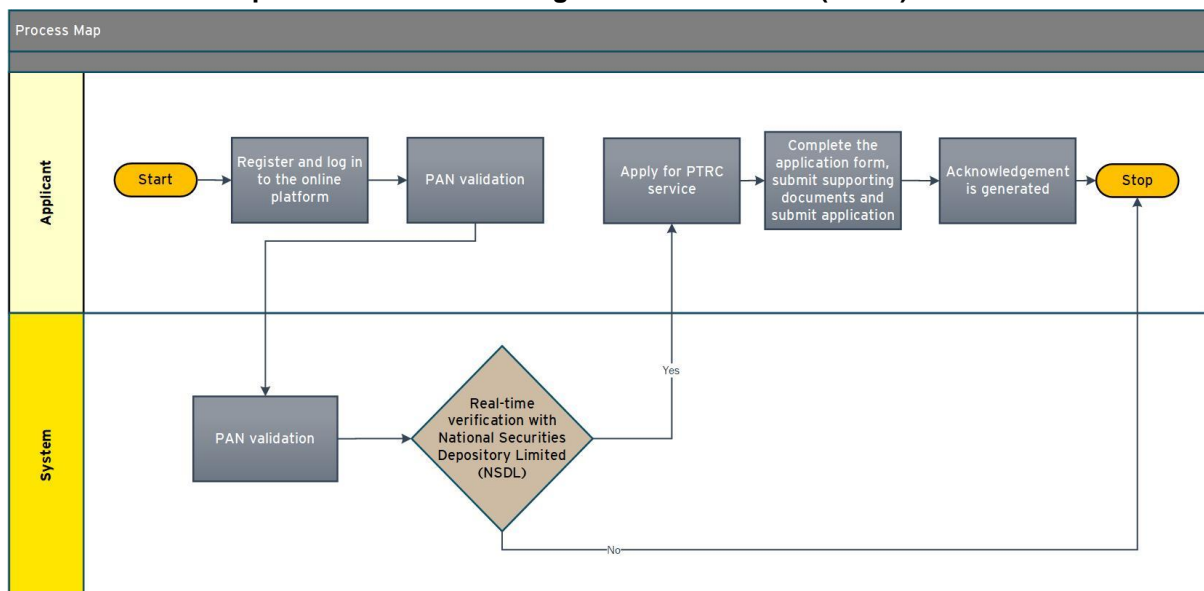 Process Map
Applicant
Start
Register and log in
to the online
platform
PAN validation
Apply for PTRC
service
Complete the
application form,
submit supporting
documents and
submit application
Acknowledgement
is generated
Stop
System
PAN validation
Real-time
verification with
National Securities
Depository Limited
(NSDL)
Yes
No